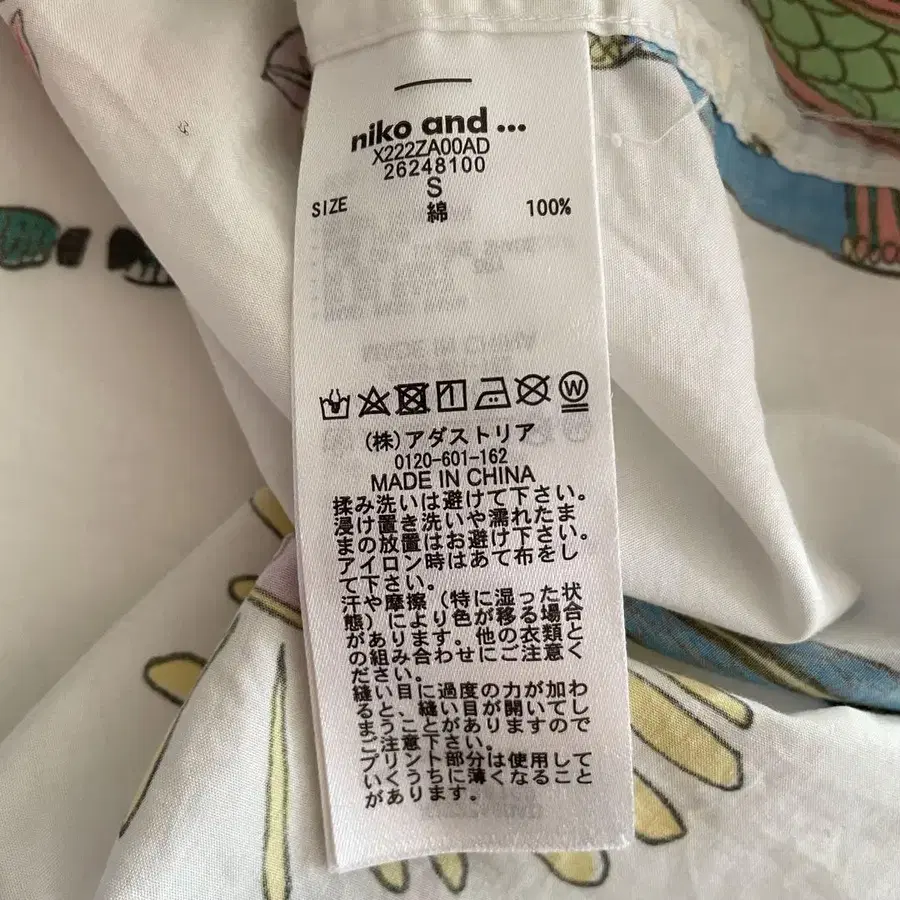 niko and ...
X222ZA00AD
26248100
S
SIZE 綿 100%
(株)アダストリア
0120-601-162
MADE IN CHINA
揉み洗いは避けて下さい。
浸け置き洗いや濡れたま
まの放置はお避け下さい。
アイロン時はあて布をし
て下さい。
汗や摩擦(特に湿った状
態)により色が移る場合
があります。他の衣類と
の組み合わせにご注意く
ださい。
縫い目に過度の力が加わ
ると、縫い目が開いてし
まうことがありますので
ご注意下さい。
プリント部分は使用して
いくうちに薄くなること
があります。